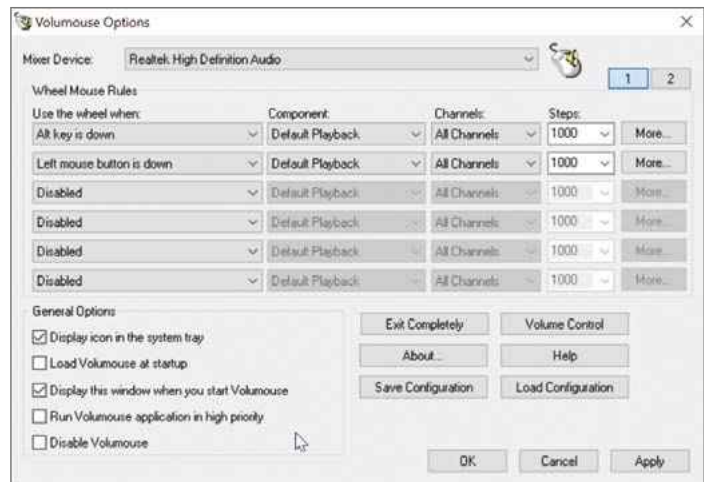 Volumouse Options
Mixer Device: Realtek High Definition Audio
1 2
Wheel Mouse Rules
Use the wheel when: Component: Channels: Steps:
Alt key is down Default Playback All Channels 1000 More...
Left mouse button is down Default Playback All Channels 1000 More...
Disabled Default Playback All Channels 1000 More...
Disabled Default Playback All Channels 1000 More...
Disabled Default Playback All Channels 1000 More...
Disabled Default Playback All Channels 1000 More...
General Options
Display icon in the system tray
Load Volumouse at startup
Display this window when you start Volumouse
Run Volumouse application in high priority
Disable Volumouse
Exit Completely Volume Control
About... Help
Save Configuration Load Configuration
OK Cancel Apply